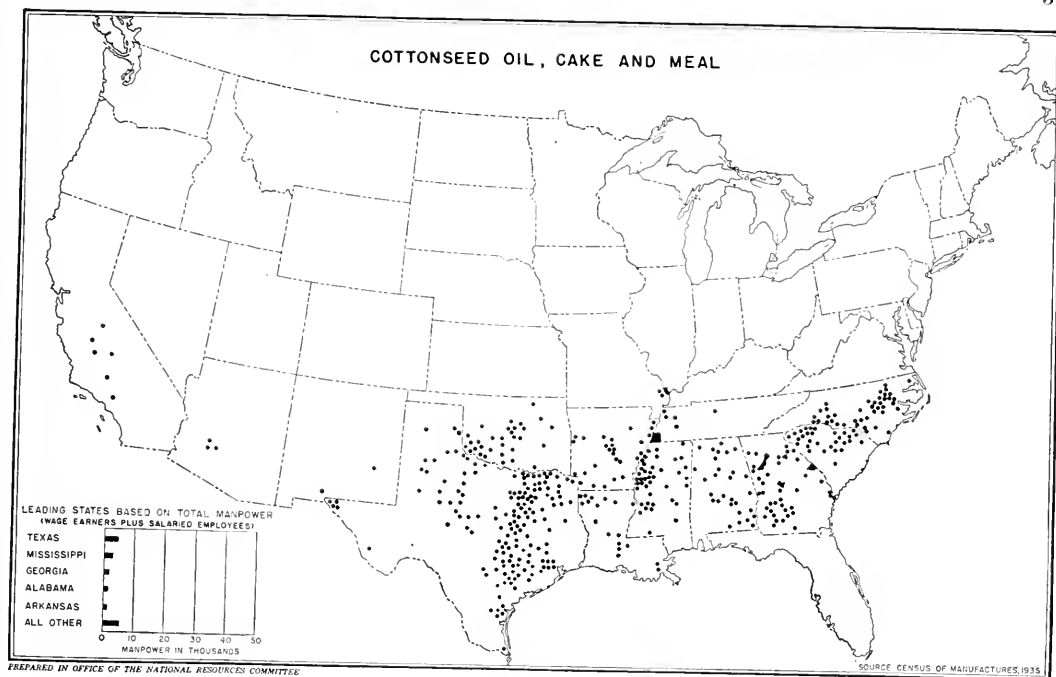 COTTONSEED OIL, CAKE AND MEAL
LEADING STATES BASED ON TOTAL MANPOWER
(WAGE EARNERS PLUS SALARIED EMPLOYEES)
TEXAS
MISSISSIPPI
GEORGIA
ALABAMA
ARKANSAS
ALL OTHER
0 10 20 30 40 50
MANPOWER IN THOUSANDS
PREPARED IN OFFICE OF THE NATIONAL RESOURCES COMMITTEE
SOURCE CENSUS OF MANUFACTURES, 1935